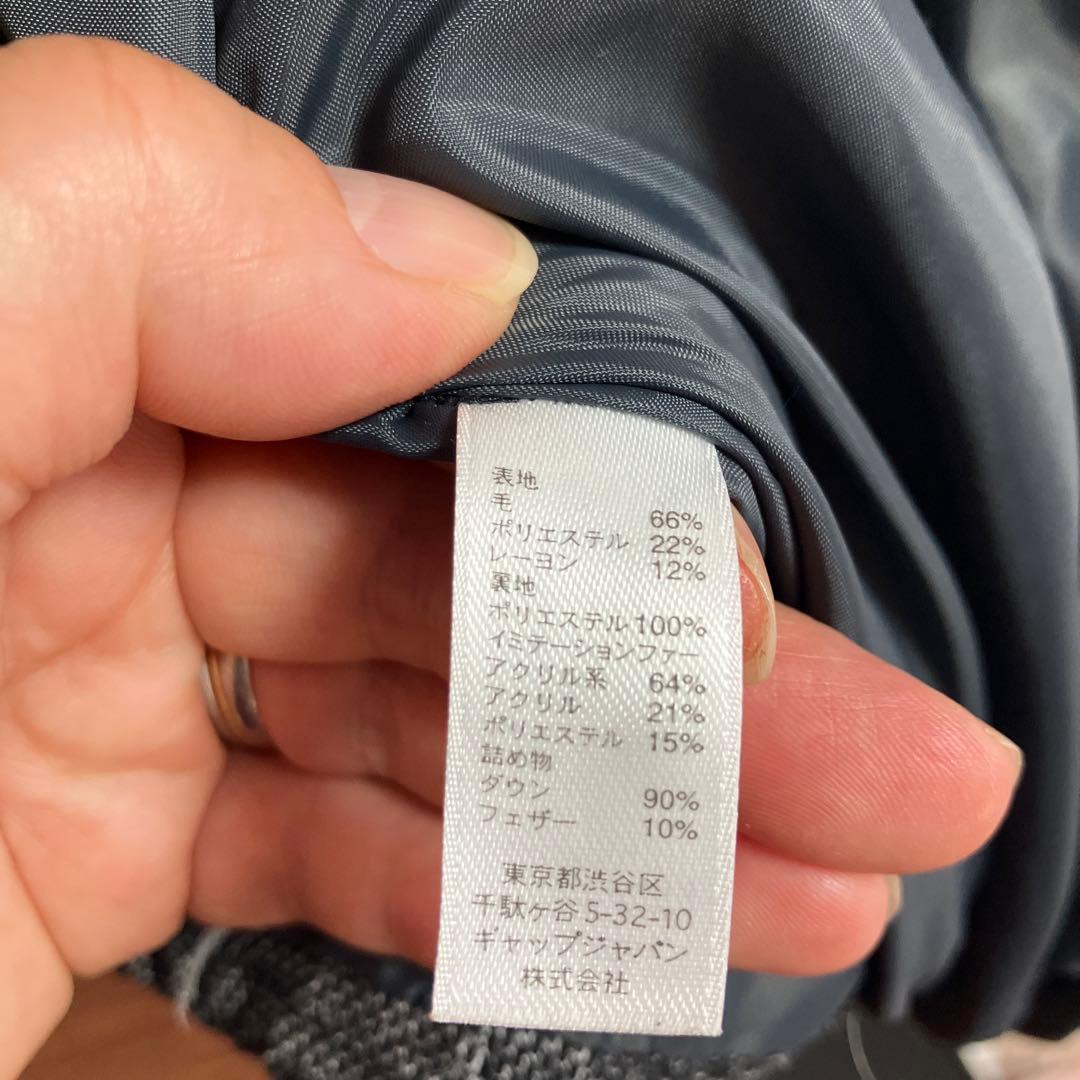 表地
毛 66%
ポリエステル 22%
レーヨン 12%
裏地
ポリエステル 100%
イミテーションファー
アクリル系 64%
アクリル 21%
ポリエステル 15%
詰め物
ダウン 90%
フェザー 10%
東京都渋谷区
千駄ヶ谷5-32-10
ギャップジャパン
株式会社